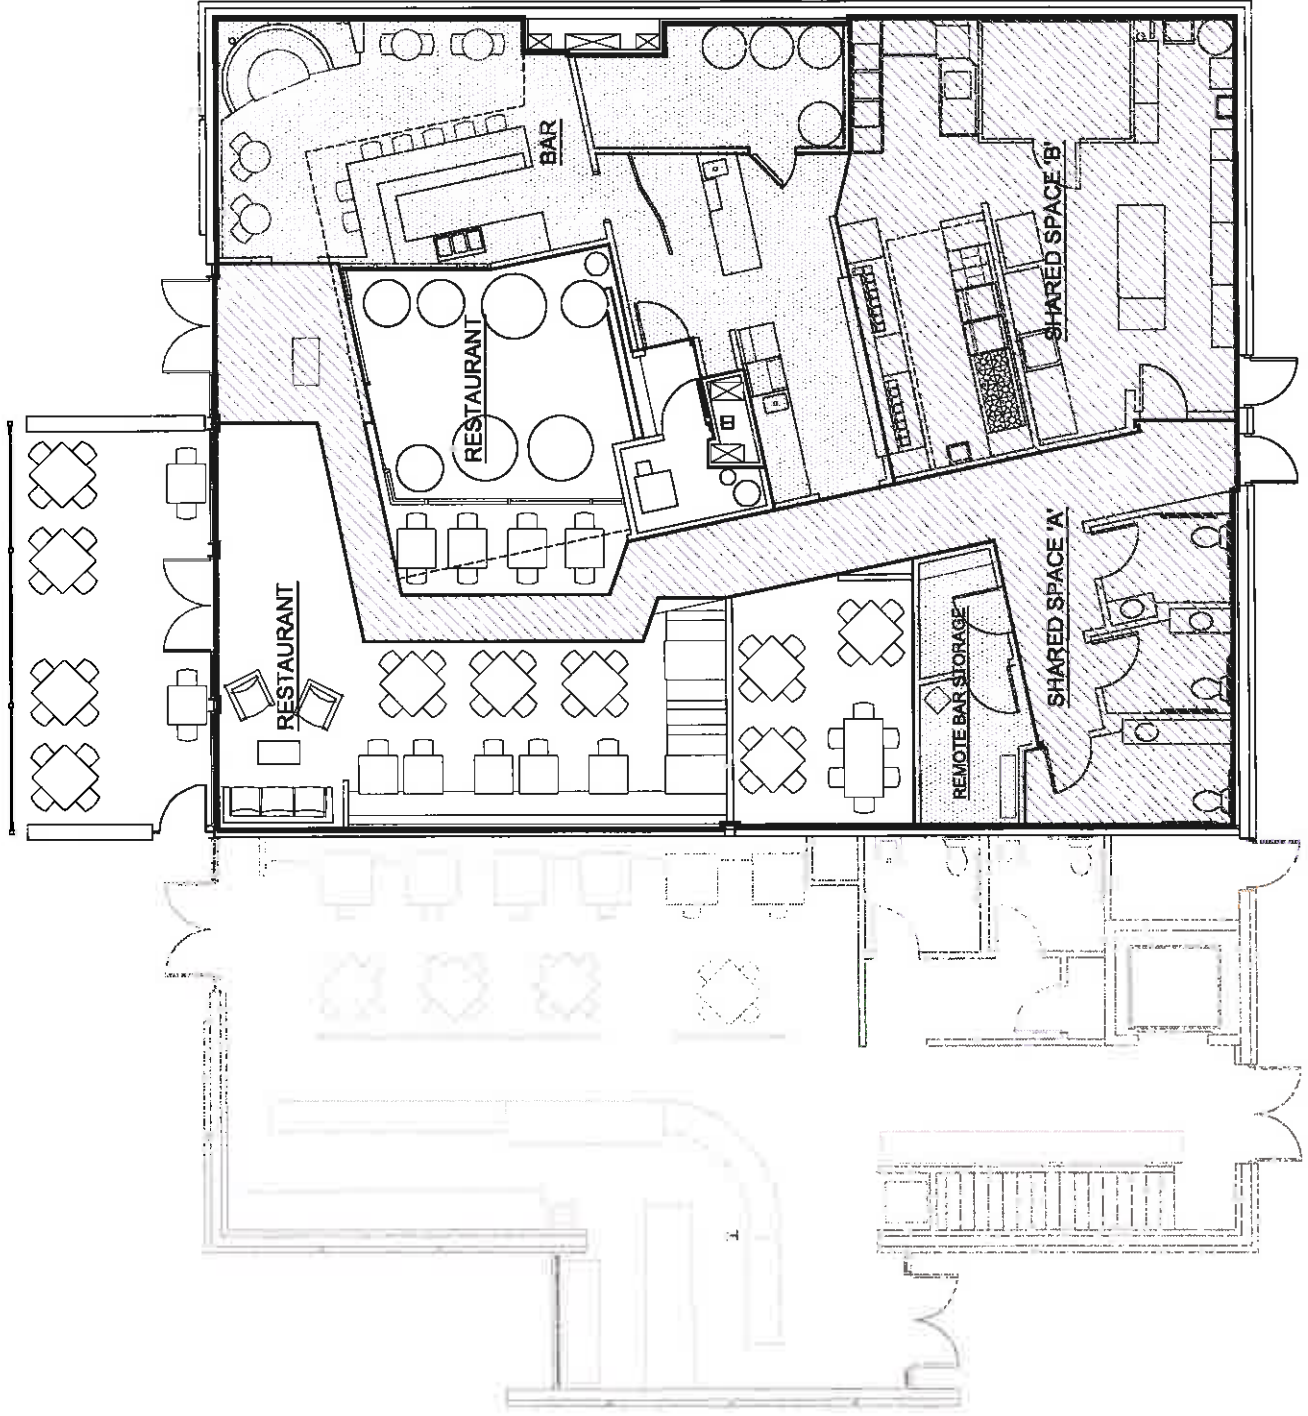 BAR
RESTAURANT
SHARED SPACE 'B'
RESTAURANT
REMOTE BAR STORAGE
SHARED SPACE 'A'